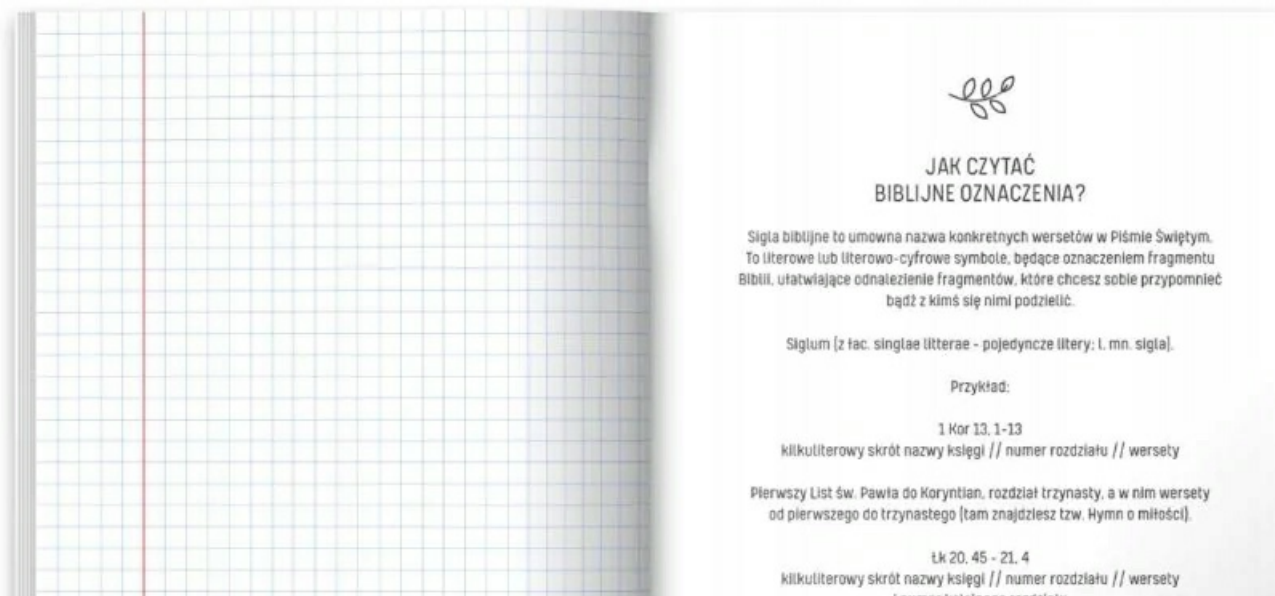 JAK CZYTAĆ
BIBLIJNE OZNACZENIA?
Sigla biblijne to umowna nazwa konkretnych wersetów w Piśmie Świętym.
To literowe lub literowo-cyfrowe symbole, będące oznaczeniem fragmentu
Biblii, ułatwiające odnalezienie fragmentów, które chcesz sobie przypomnieć
bądź z kimś się nimi podzielić.
Siglum (z łac. singlae litterae - pojedyncze litery; l. mn. sigla).
Przykład:
1 Kor 13, 1-13
kilkuliterowy skrót nazwy księgi // numer rozdziału // wersety
Pierwszy List św. Pawła do Koryntian, rozdział trzynasty, a w nim wersety
od pierwszego do trzynastego (tam znajdziesz tzw. Hymn o miłości).
Łk 20, 45 - 21, 4
kilkuliterowy skrót nazwy księgi // numer rozdziału // wersety